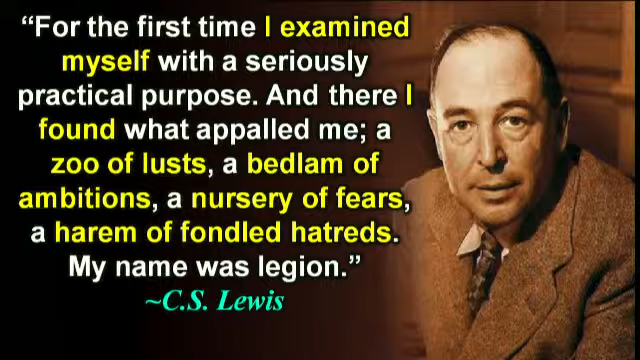 “For the first time I examined
myself with a seriously
practical purpose. And there I
found what appalled me; a
zoo of lusts, a bedlam of
ambitions, a nursery of fears,
a harem of fondled hatreds.
My name was legion.”
~C.S. Lewis